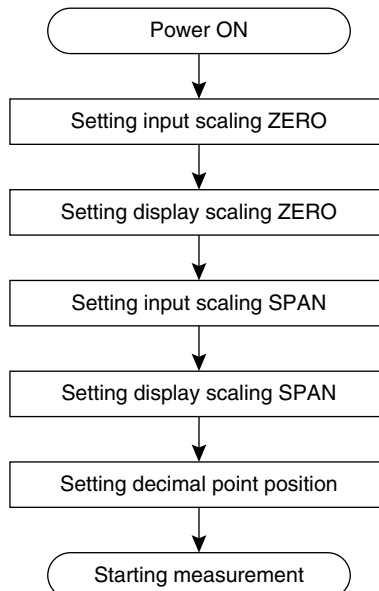 Power ON
Setting input scaling ZERO
Setting display scaling ZERO
Setting input scaling SPAN
Setting display scaling SPAN
Setting decimal point position
Starting measurement